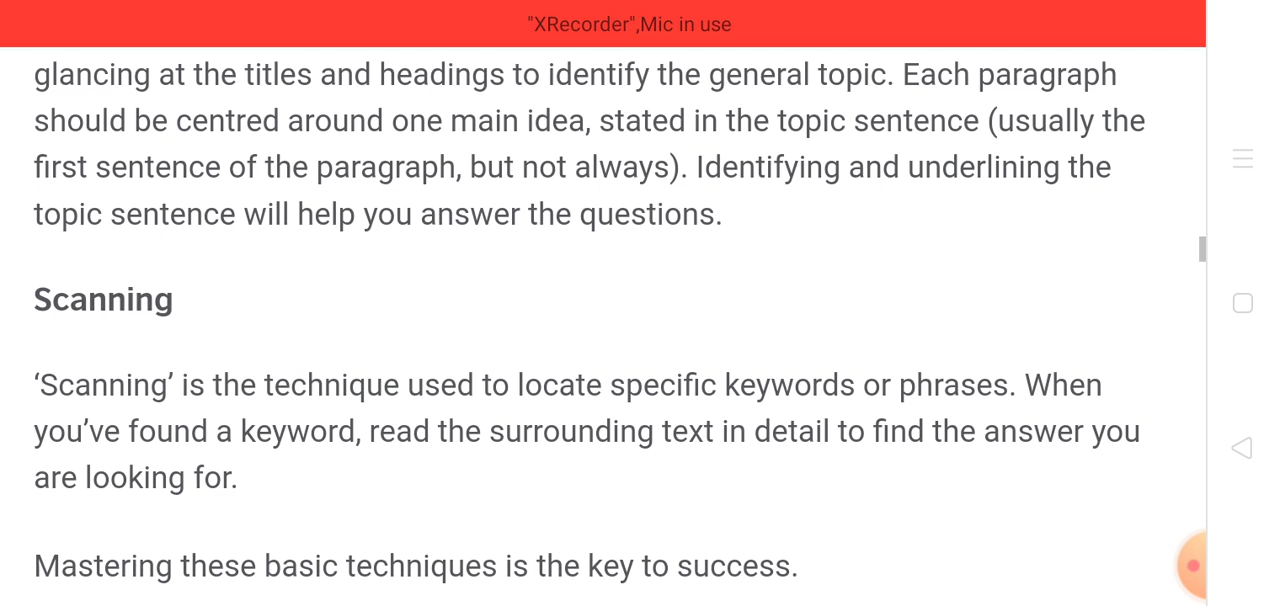 "XRecorder",Mic in use
glancing at the titles and headings to identify the general topic. Each paragraph
should be centred around one main idea, stated in the topic sentence (usually the
first sentence of the paragraph, but not always). Identifying and underlining the
topic sentence will help you answer the questions.
Scanning
‘Scanning’ is the technique used to locate specific keywords or phrases. When
you’ve found a keyword, read the surrounding text in detail to find the answer you
are looking for.
Mastering these basic techniques is the key to success.